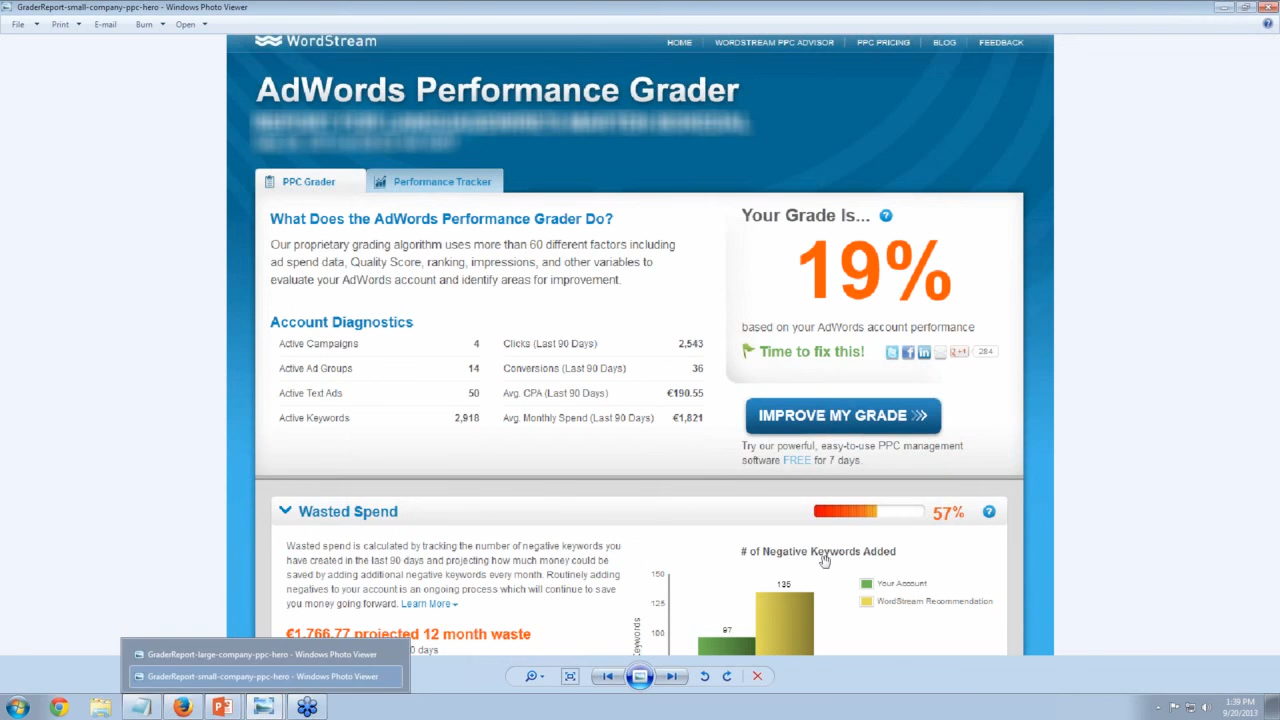 GraderReport-small-company-ppc-hero - Windows Photo Viewer
File Print E-mail Burn Open
WordStream
HOME WORDSTREAM PPC ADVISOR PPC PRICING BLOG FEEDBACK
AdWords Performance Grader
PPC Grader Performance Tracker
What Does the AdWords Performance Grader Do?
Our proprietary grading algorithm uses more than 60 different factors including
ad spend data, Quality Score, ranking, impressions, and other variables to
evaluate your AdWords account and identify areas for improvement.
Account Diagnostics
Active Campaigns 4 Clicks (Last 90 Days) 2,543
Active Ad Groups 14 Conversions (Last 90 Days) 36
Active Text Ads 50 Avg. CPA (Last 90 Days) €190.55
Active Keywords 2,918 Avg. Monthly Spend (Last 90 Days) €1,821
Your Grade Is... ?
19%
based on your AdWords account performance
Time to fix this! 284
IMPROVE MY GRADE
Try our powerful, easy-to-use PPC management
software FREE for 7 days.
Wasted Spend 57% ?
Wasted spend is calculated by tracking the number of negative keywords you
have created in the last 90 days and projecting how much money could be
saved by adding additional negative keywords every month. Routinely adding
negatives to your account is an ongoing process which will continue to save
you money going forward. Learn More
€1,766.77 projected 12 month waste
0 days
# of Negative Keywords Added
150
125
100
97
135
Your Account
WordStream Recommendation
GraderReport-large-company-ppc-hero - Windows Photo Viewer
GraderReport-small-company-ppc-hero - Windows Photo Viewer
1:39 PM
9/20/2013